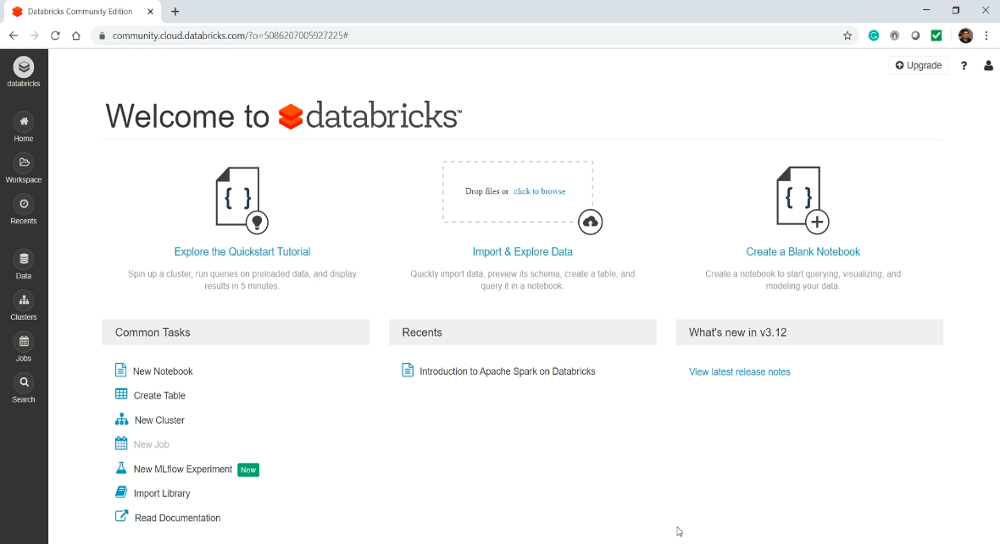 Databricks Community Edition
community.cloud.databricks.com/?o=5086207005927225#
databricks
Home
Workspace
Recents
Data
Clusters
Jobs
Search
Upgrade
?
Welcome to databricks™
{ }
Explore the Quickstart Tutorial
Spin up a cluster, run queries on preloaded data, and display
results in 5 minutes.
Drop files or click to browse
Import & Explore Data
Quickly import data, preview its schema, create a table, and
query it in a notebook.
{ }
Create a Blank Notebook
Create a notebook to start querying, visualizing, and
modeling your data.
Common Tasks
New Notebook
Create Table
New Cluster
New Job
New MLflow Experiment New
Import Library
Read Documentation
Recents
Introduction to Apache Spark on Databricks
What's new in v3.12
View latest release notes